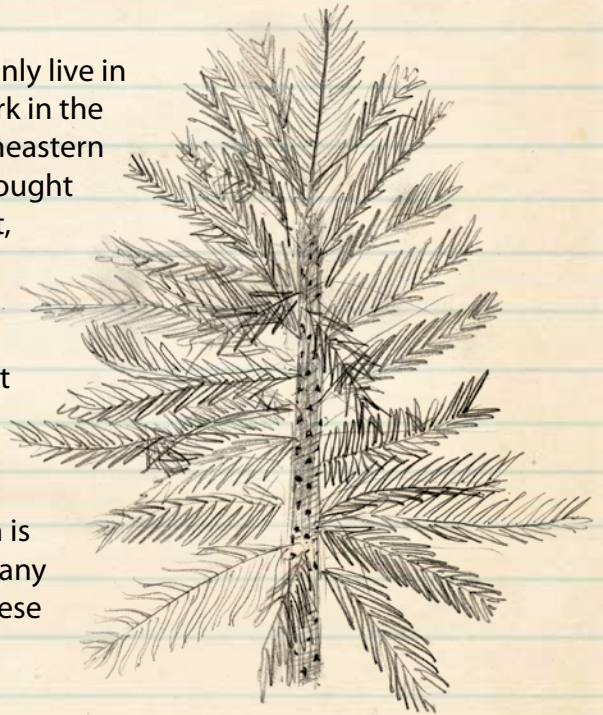 nly live in
rk in the
heastern
ought
t,
t
n is
any
ese